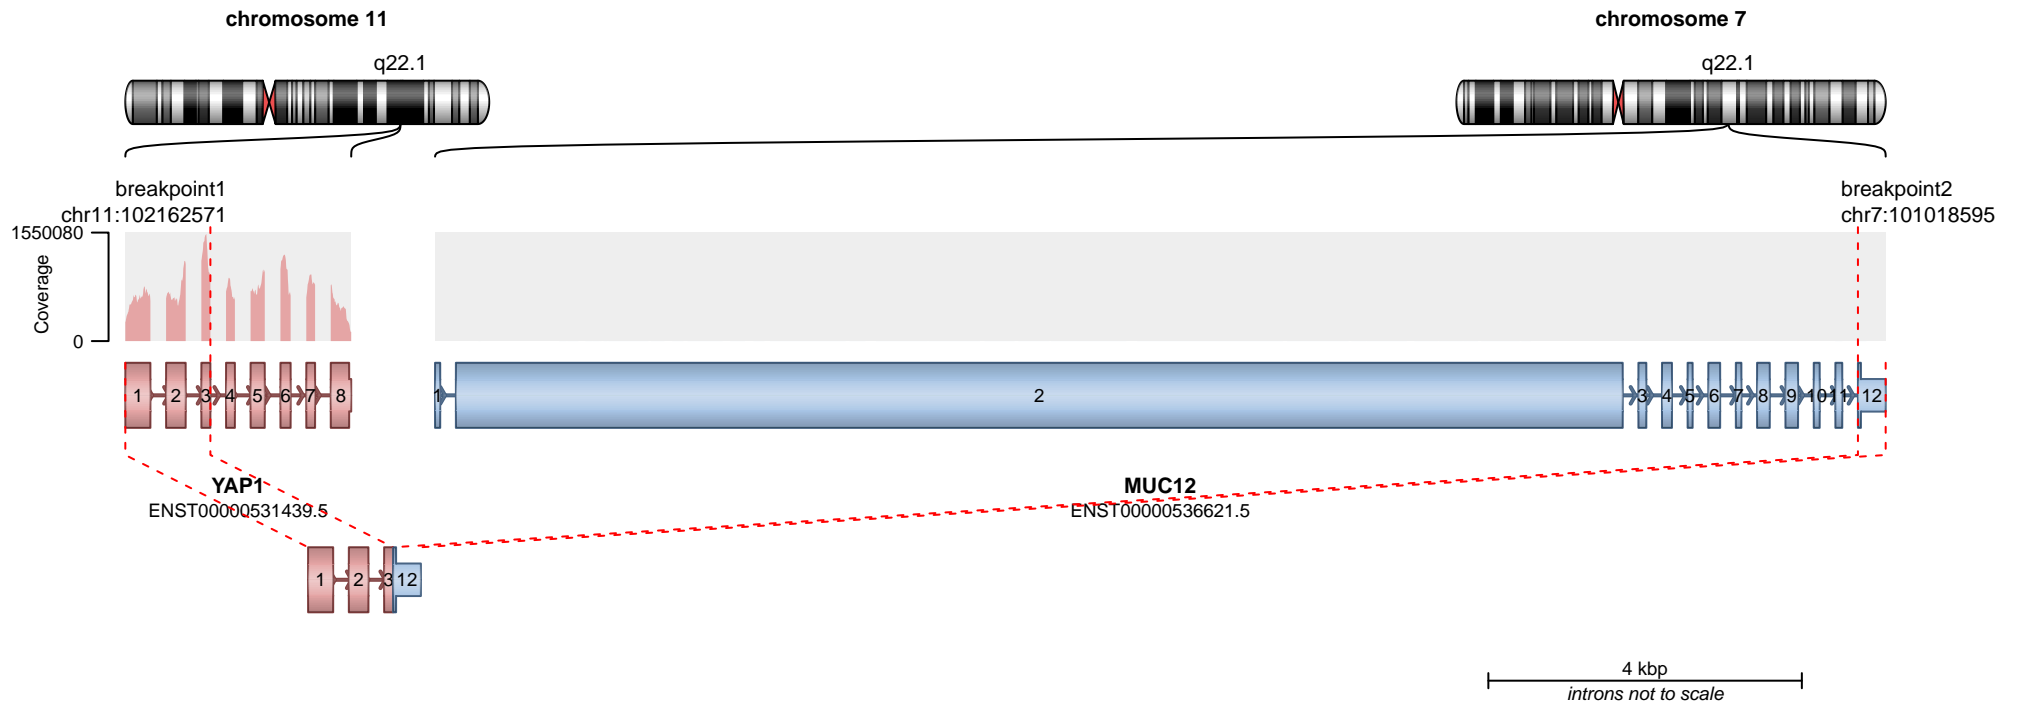 chromosome 11
chromosome 7
q22.1
q22.1
breakpoint1
chr11:102162571
breakpoint2
chr7:101018595
1550080
Coverage
0
1 2 3 4 5 6 7 8
1 2 3 4 5 6 7 8 9 10 11 12
YAP1
ENST00000531439.5
MUC12
ENST00000536621.5
1 2 3 12
4 kbp
introns not to scale